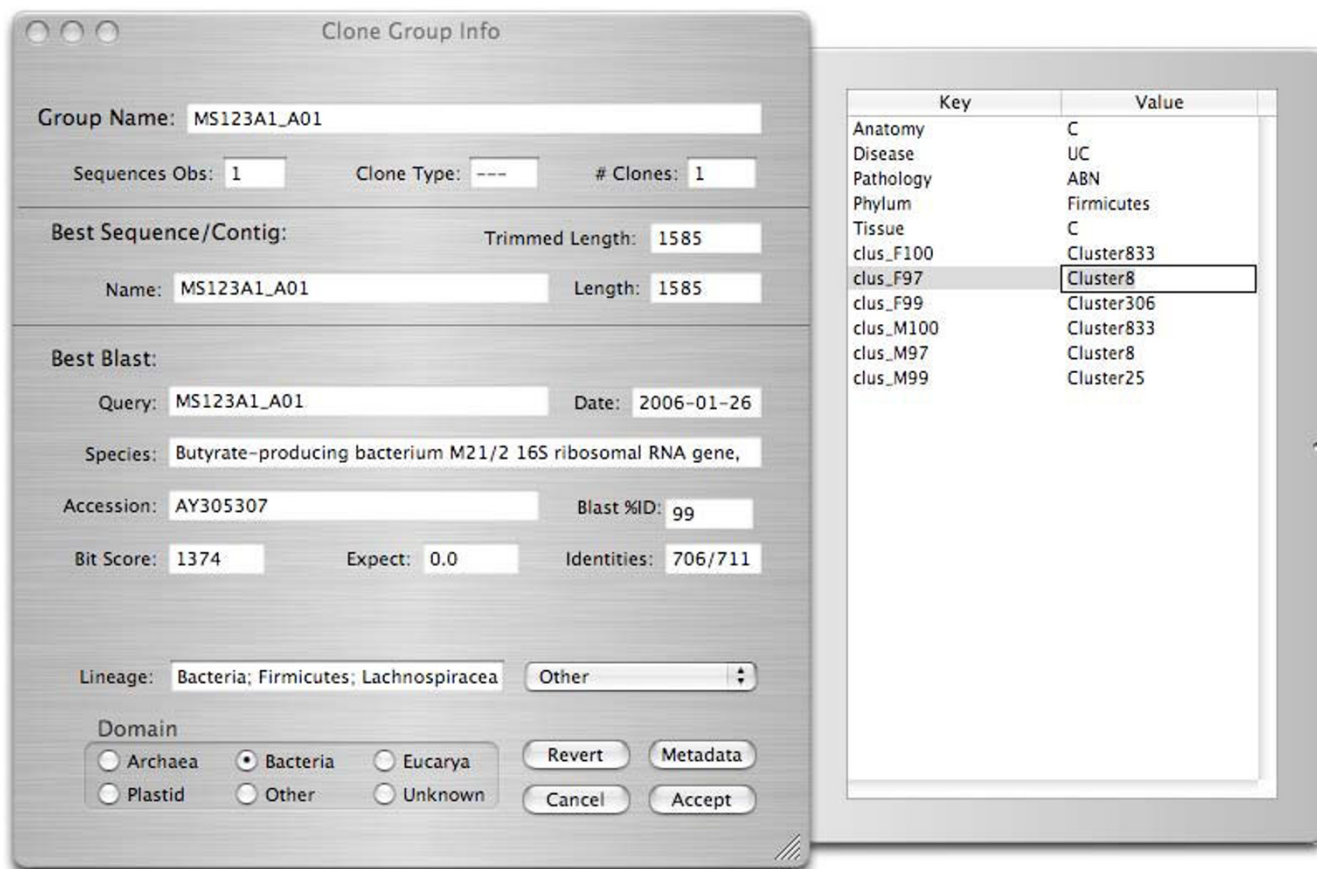 Clone Group Info
Group Name: MS123A1_A01
Sequences Obs: 1 Clone Type: --- # Clones: 1
Best Sequence/Contig: Trimmed Length: 1585
Name: MS123A1_A01 Length: 1585
Best Blast:
Query: MS123A1_A01 Date: 2006-01-26
Species: Butyrate-producing bacterium M21/2 16S ribosomal RNA gene,
Accession: AY305307 Blast %ID: 99
Bit Score: 1374 Expect: 0.0 Identities: 706/711
Lineage: Bacteria; Firmicutes; Lachnospiracea Other
Domain
Archaea Bacteria Eucarya
Plastid Other Unknown
Revert Metadata
Cancel Accept
Key Value
Anatomy C
Disease UC
Pathology ABN
Phylum Firmicutes
Tissue C
clus_F100 Cluster833
clus_F97 Cluster8
clus_F99 Cluster306
clus_M100 Cluster833
clus_M97 Cluster8
clus_M99 Cluster25